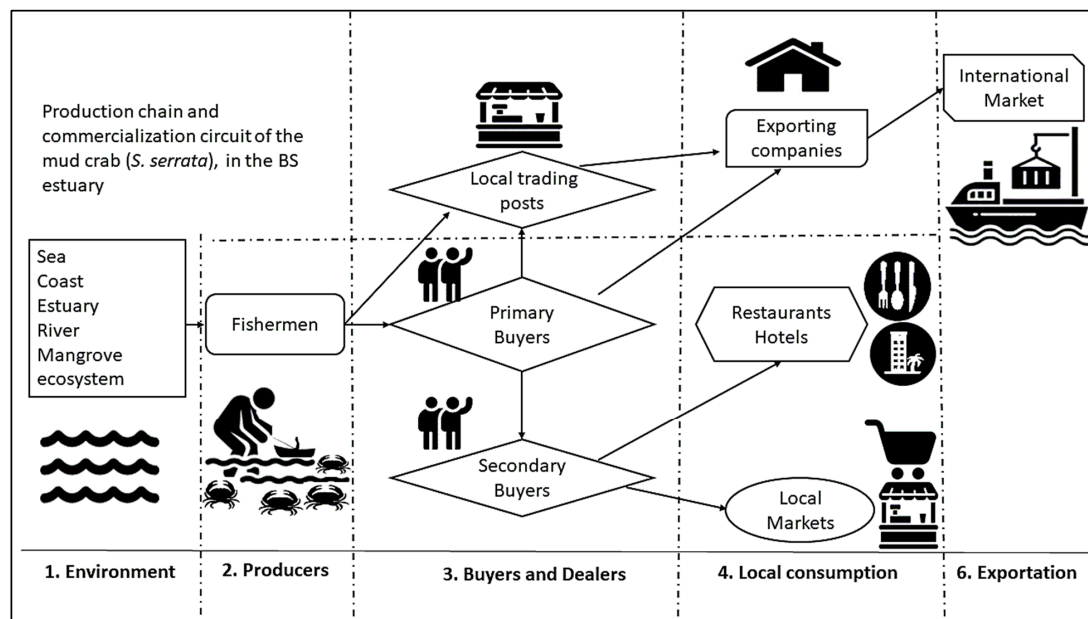 Production chain and
commercialization circuit of the
mud crab (S. serrata), in the BS
estuary
Sea
Coast
Estuary
River
Mangrove
ecosystem
Fishermen
Local trading
posts
Primary
Buyers
Secondary
Buyers
Exporting
companies
Restaurants
Hotels
Local
Markets
International
Market
1. Environment
2. Producers
3. Buyers and Dealers
4. Local consumption
6. Exportation